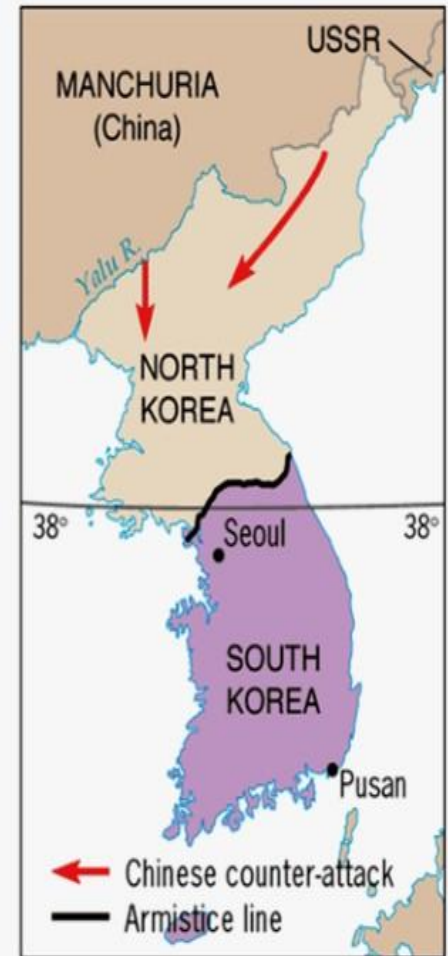 USSR
MANCHURIA
(China)
Yalu R.
NORTH
KOREA
38°
38°
Seoul
SOUTH
KOREA
Pusan
Chinese counter-attack
Armistice line